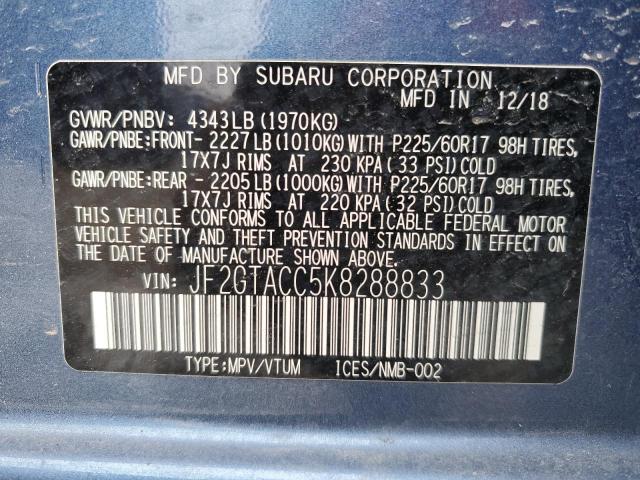 MFD BY SUBARU CORPORATION
MFD IN 12/18
GVWR/PNBV: 4343LB (1970KG)
GAWR/PNBE:FRONT- 2227LB (1010KG) WITH P225/60R17 98H TIRES,
17X7J RIMS AT 230 KPA (33 PSI) COLD
GAWR/PNBE:REAR - 2205LB (1000KG) WITH P225/60R17 98H TIRES,
17X7J RIMS AT 220 KPA (32 PSI) COLD
THIS VEHICLE CONFORMS TO ALL APPLICABLE FEDERAL MOTOR
VEHICLE SAFETY AND THEFT PREVENTION STANDARDS IN EFFECT ON
THE DATE OF MANUFACTURE SHOWN ABOVE.
VIN: JF2GTACC5K8288833
TYPE:MPV/VTUM ICES/NMB-002